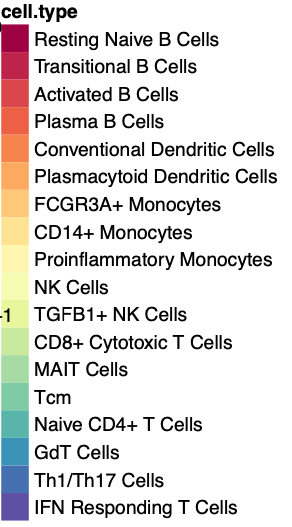 cell.type
Resting Naive B Cells
Transitional B Cells
Activated B Cells
Plasma B Cells
Conventional Dendritic Cells
Plasmacytoid Dendritic Cells
FCGR3A+ Monocytes
CD14+ Monocytes
Proinflammatory Monocytes
NK Cells
-1 TGFB1+ NK Cells
CD8+ Cytotoxic T Cells
MAIT Cells
Tcm
Naive CD4+ T Cells
GdT Cells
Th1/Th17 Cells
IFN Responding T Cells